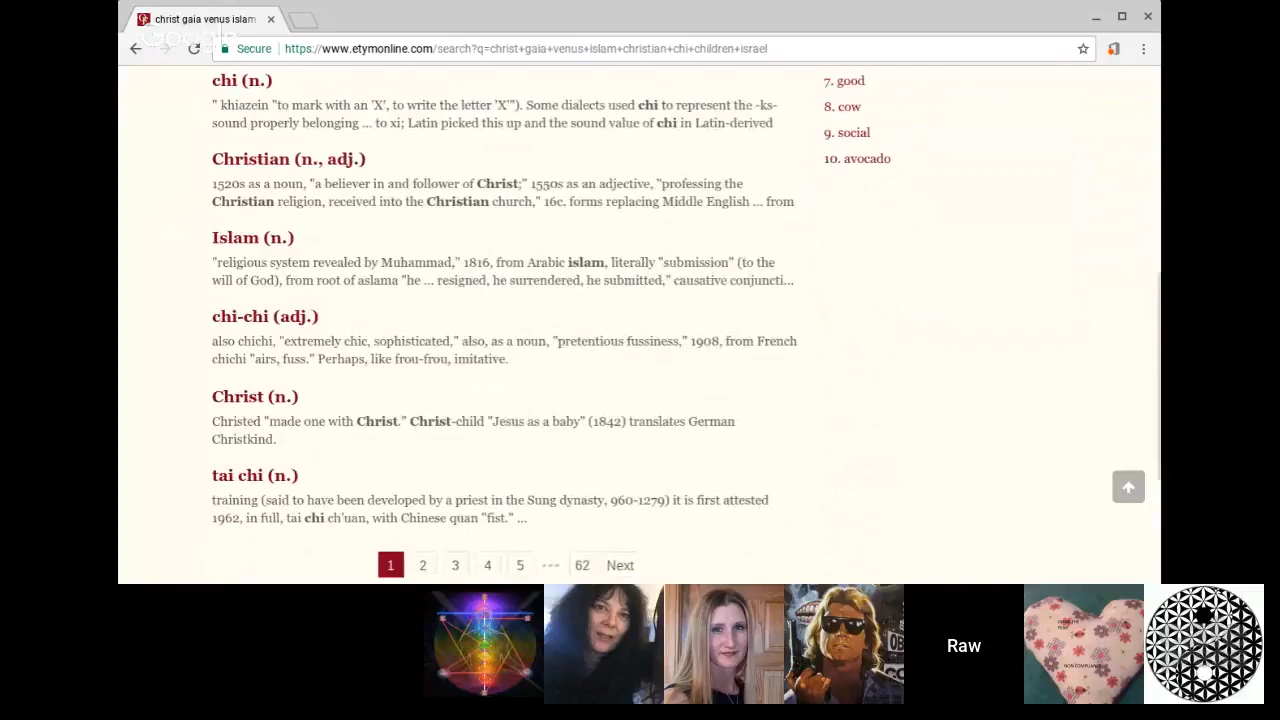 christ gaia venus islam
Google
Secure
https://www.etymonline.com/search?q=christ+gaia+venus+islam+christian+chi+children+israel
chi (n.)
" khiazein "to mark with an 'X', to write the letter 'X'"). Some dialects used chi to represent the -ks-
sound properly belonging ... to xi; Latin picked this up and the sound value of chi in Latin-derived
Christian (n., adj.)
1520s as a noun, "a believer in and follower of Christ;" 1550s as an adjective, "professing the
Christian religion, received into the Christian church," 16c. forms replacing Middle English ... from
Islam (n.)
"religious system revealed by Muhammad," 1816, from Arabic islam, literally "submission" (to the
will of God), from root of aslama "he ... resigned, he surrendered, he submitted," causative conjuncti...
chi-chi (adj.)
also chichi, "extremely chic, sophisticated," also, as a noun, "pretentious fussiness," 1908, from French
chichi "airs, fuss." Perhaps, like frou-frou, imitative.
Christ (n.)
Christed "made one with Christ." Christ-child "Jesus as a baby" (1842) translates German
Christkind.
tai chi (n.)
training (said to have been developed by a priest in the Sung dynasty, 960-1279) it is first attested
1962, in full, tai chi ch'uan, with Chinese quan "fist." ...
1 2 3 4 5 ••• 62 Next
7. good
8. cow
9. social
10. avocado
Raw
NON COMPLIANCE